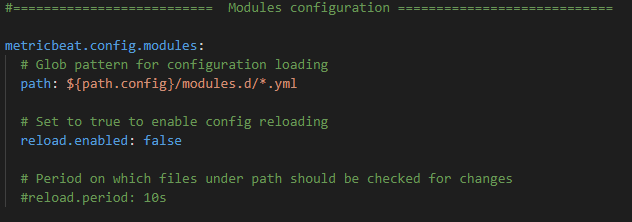 #========================== Modules configuration ============================
metricbeat.config.modules:
# Glob pattern for configuration loading
path: ${path.config}/modules.d/*.yml
# Set to true to enable config reloading
reload.enabled: false
# Period on which files under path should be checked for changes
#reload.period: 10s